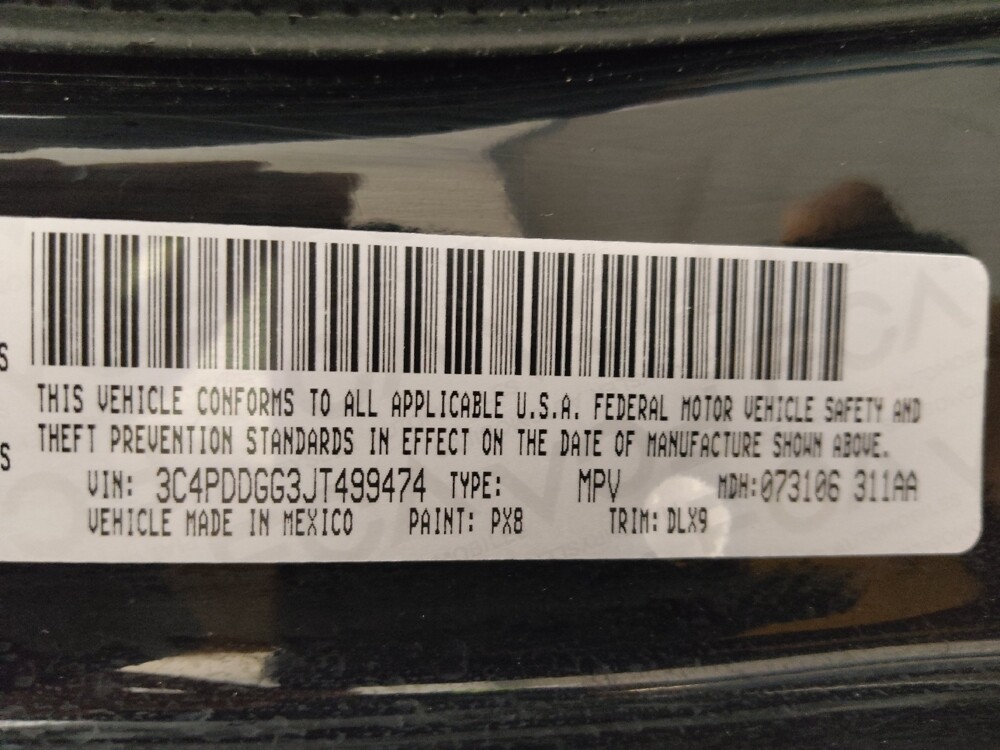 S
THIS VEHICLE CONFORMS TO ALL APPLICABLE U.S.A. FEDERAL MOTOR VEHICLE SAFETY AND
S THEFT PREVENTION STANDARDS IN EFFECT ON THE DATE OF MANUFACTURE SHOWN ABOVE.
VIN: 3C4PDDGG3JT499474 TYPE: MPV MDH:073106 311AA
VEHICLE MADE IN MEXICO PAINT: PX8 TRIM: DLX9